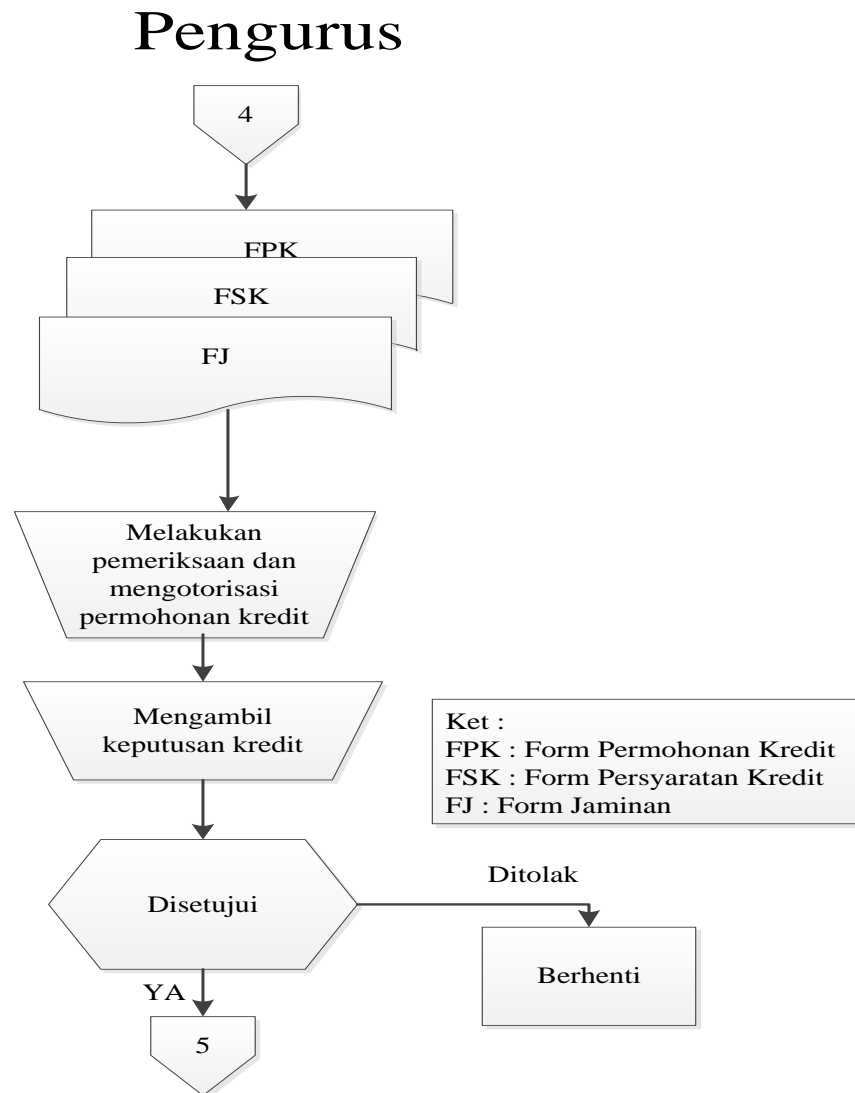 Pengurus
4
FPK
FSK
FJ
Melakukan
pemeriksaan dan
mengotorisasi
permohonan kredit
Mengambil
keputusan kredit
Ket :
FPK : Form Permohonan Kredit
FSK : Form Persyaratan Kredit
FJ : Form Jaminan
Disetujui
Ditolak
Berhenti
YA
5